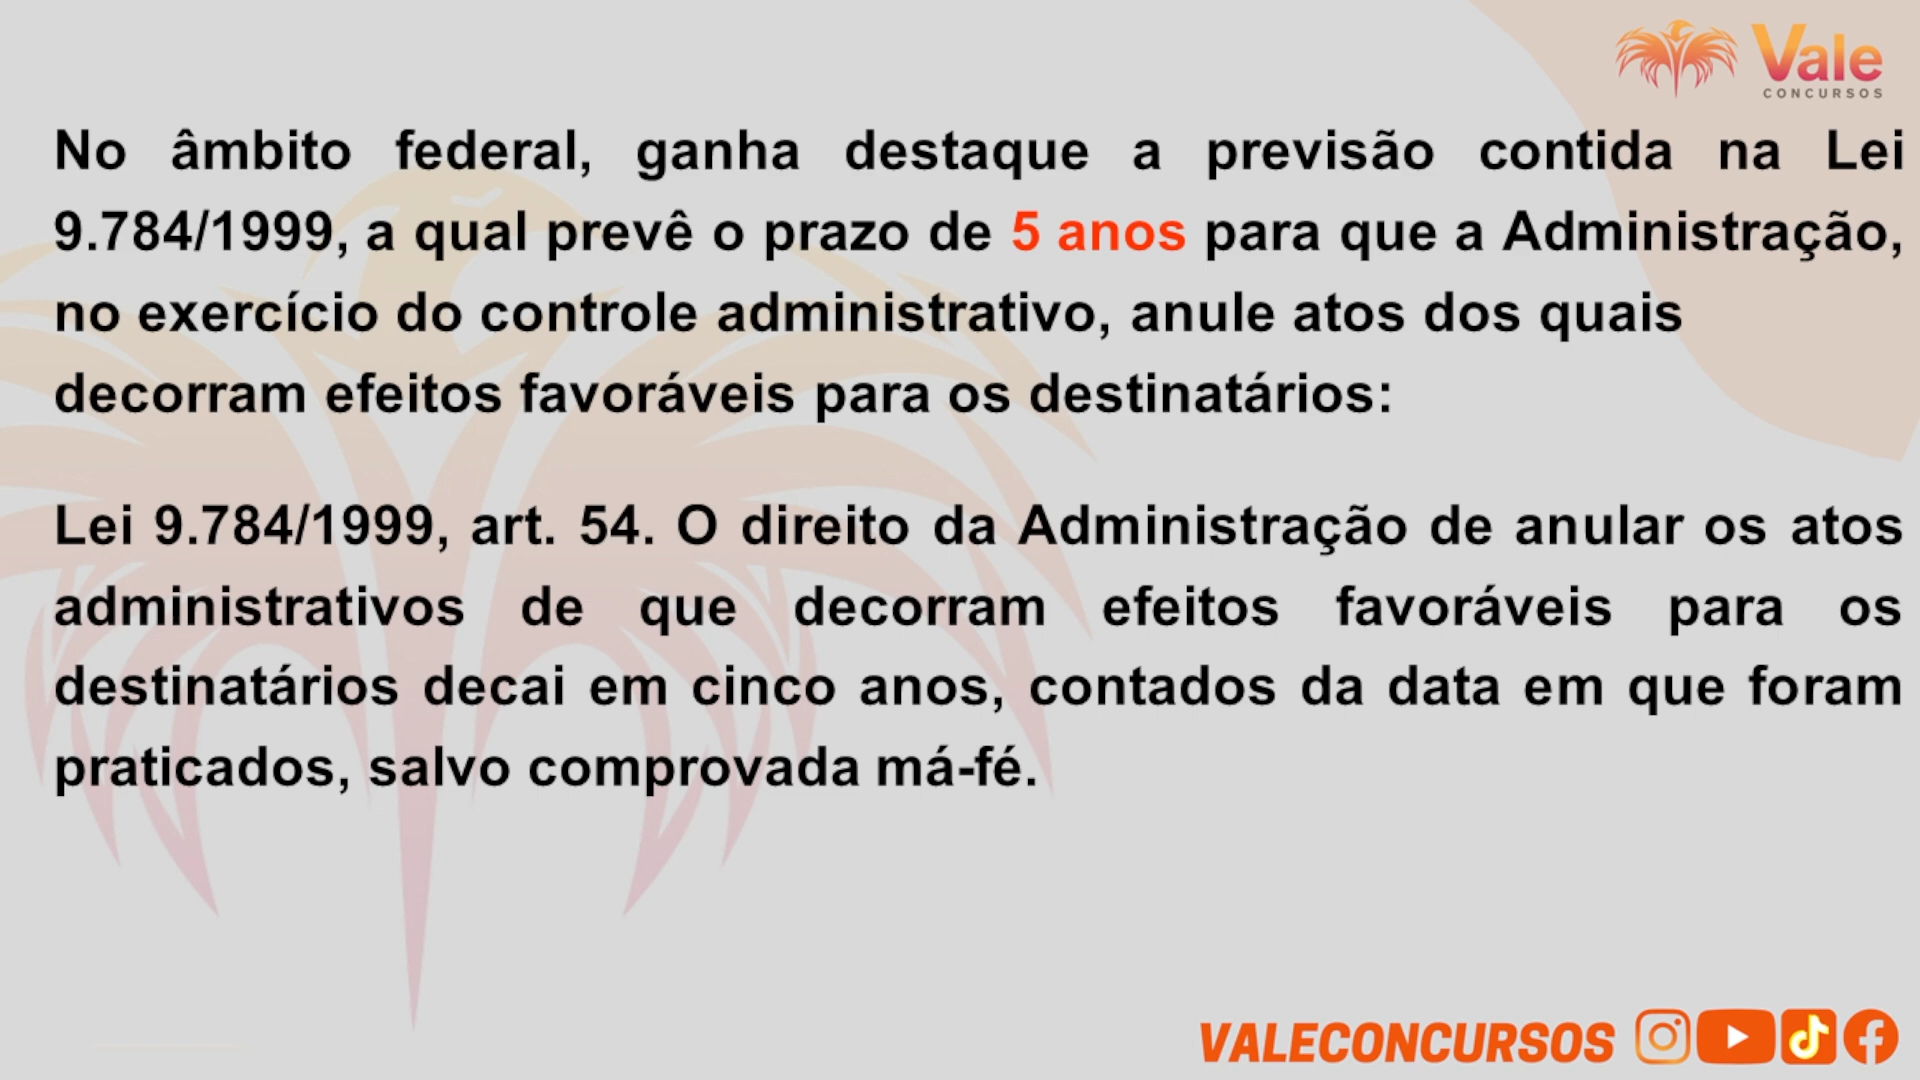 Vale
CONCURSOS
No âmbito federal, ganha destaque a previsão contida na Lei
9.784/1999, a qual prevê o prazo de 5 anos para que a Administração,
no exercício do controle administrativo, anule atos dos quais
decorram efeitos favoráveis para os destinatários:
Lei 9.784/1999, art. 54. O direito da Administração de anular os atos
administrativos de que decorram efeitos favoráveis para os
destinatários decai em cinco anos, contados da data em que foram
praticados, salvo comprovada má-fé.
VALECONCURSOS